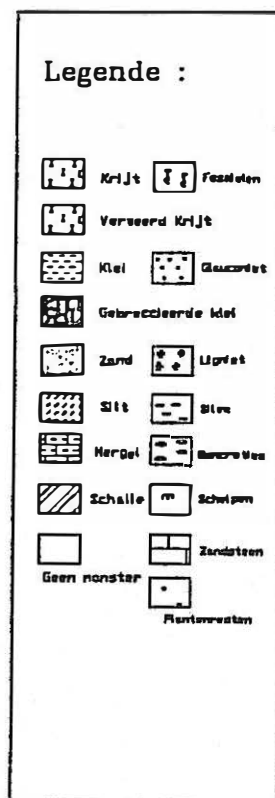 Legende :
Krijt Fossielen
Verweerd Krijt
Klei Glauconiet
Gebreccieerde klei
Zand Ligniet
Silt Silex
Mergel Concreties
Schalie Schelpen
Geen monster Zandsteen
Plantenresten